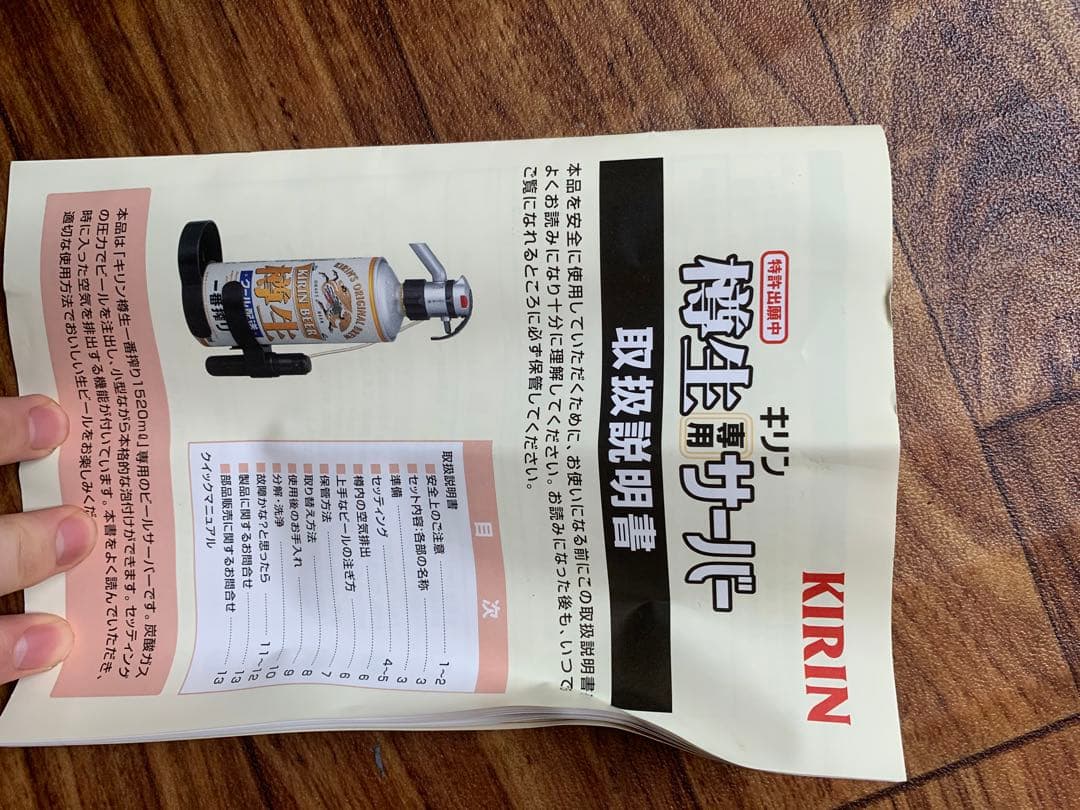 KIRIN
特許出願中
キリン
樽生専用サーバー
取扱説明書
本品を安全に使用していただくために、お使いになる前にこの取扱説明書
よくお読みになり十分に理解してください。お読みになった後も、いつで
ご覧になれるところに必ず保管してください。
KIRIN'S ORIGINAL
KIRIN BEER
樽生
一番搾り
目次
取扱説明書
■安全上のご注意 1~2
■セット内容:各部の名称 3
■準備 3
■セッティング 4~5
■樽内の空気排出 6
■上手なビールの注ぎ方 6
■保管方法 7
■取り替え方法 8
■使用後のお手入れ 9
■分解・洗浄 10
■故障かな?と思ったら 11~12
■製品に関するお問合せ 13
■部品販売に関するお問合せ 13
クイックマニュアル
本品は「キリン樽生一番搾り1520mℓ」専用のビールサーバーです。炭酸ガス
の圧力でビールを注出し、小型ながら本格的な泡付けができます。セッティング
時に入った空気を排出する機能が付いています。本書をよく読んでいただき、
適切な使用方法でおいしい生ビールをお楽しみくだ